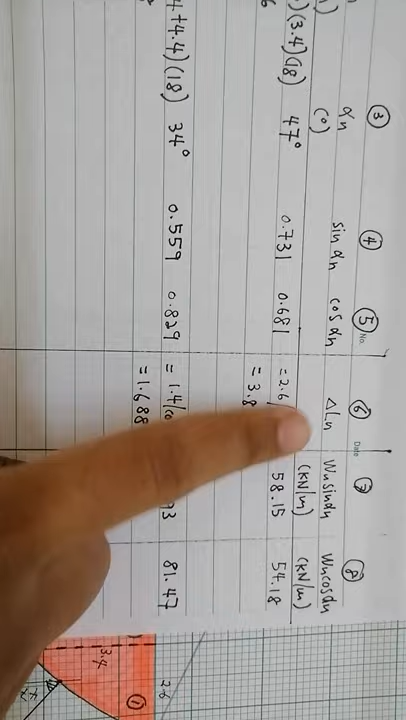 ③ ④ ⑤ ⑥ ⑦ ⑧
No.
Date
αn sin αn cos αn ΔLn Wn sin αn Wn cos αn
(°) (kN/m) (kN/m)
)(3.4)(18) 47° 0.731 0.681 = 2.6 58.15 54.18
= 3.8
4+4.4)(18) 34° 0.559 0.829 = 1.4/co 93 81.47
= 1.688
3.4
2.6
①